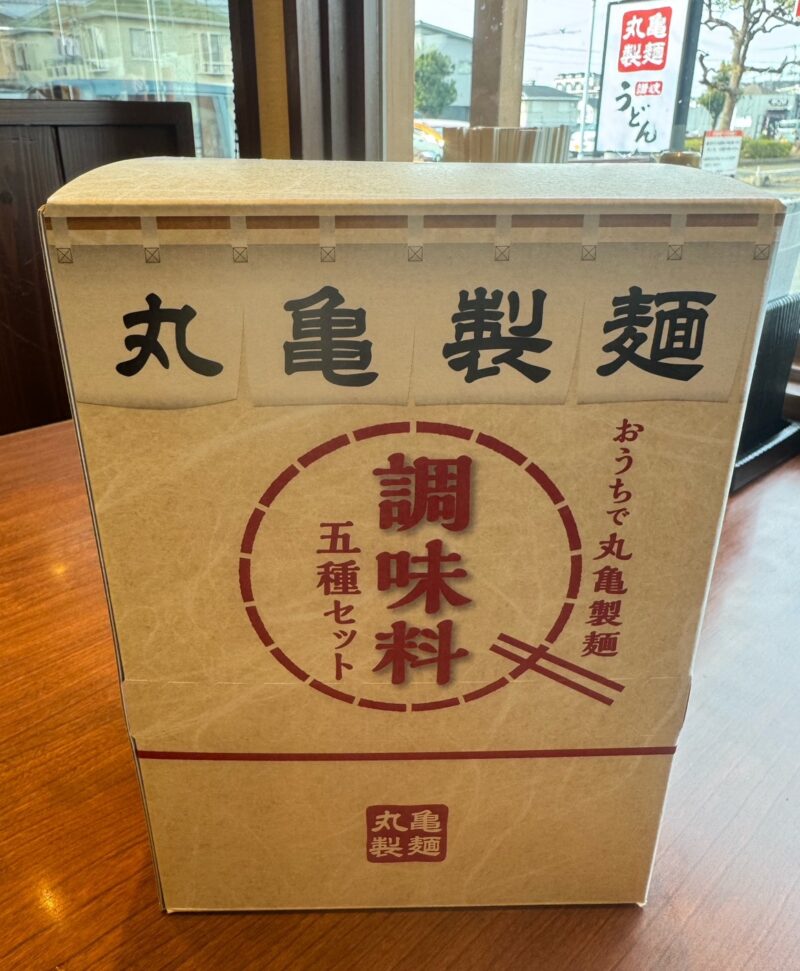 丸亀製麺
讃岐
うどん
丸亀製麺
おうちで丸亀製麺
調味料
五種セット
丸亀製麺